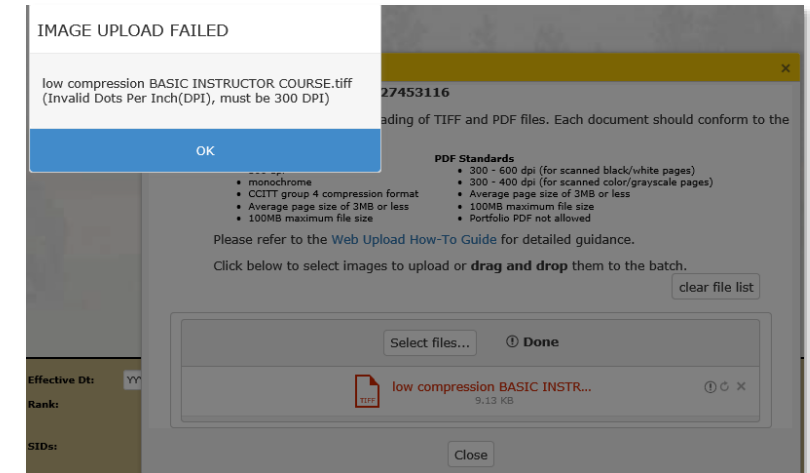 IMAGE UPLOAD FAILED
low compression BASIC INSTRUCTOR COURSE.tiff
(Invalid Dots Per Inch(DPI), must be 300 DPI)
OK
×
27453116
ading of TIFF and PDF files. Each document should conform to the
PDF Standards
• 300 - 600 dpi (for scanned black/white pages)
• monochrome
• 300 - 400 dpi (for scanned color/grayscale pages)
• CCITT group 4 compression format
• Average page size of 3MB or less
• Average page size of 3MB or less
• 100MB maximum file size
• 100MB maximum file size
• Portfolio PDF not allowed
Please refer to the Web Upload How-To Guide for detailed guidance.
Click below to select images to upload or drag and drop them to the batch.
clear file list
Select files...
Done
TIFF
low compression BASIC INSTR...
9.13 KB
Close
Effective Dt:
YY
Rank:
SIDs: